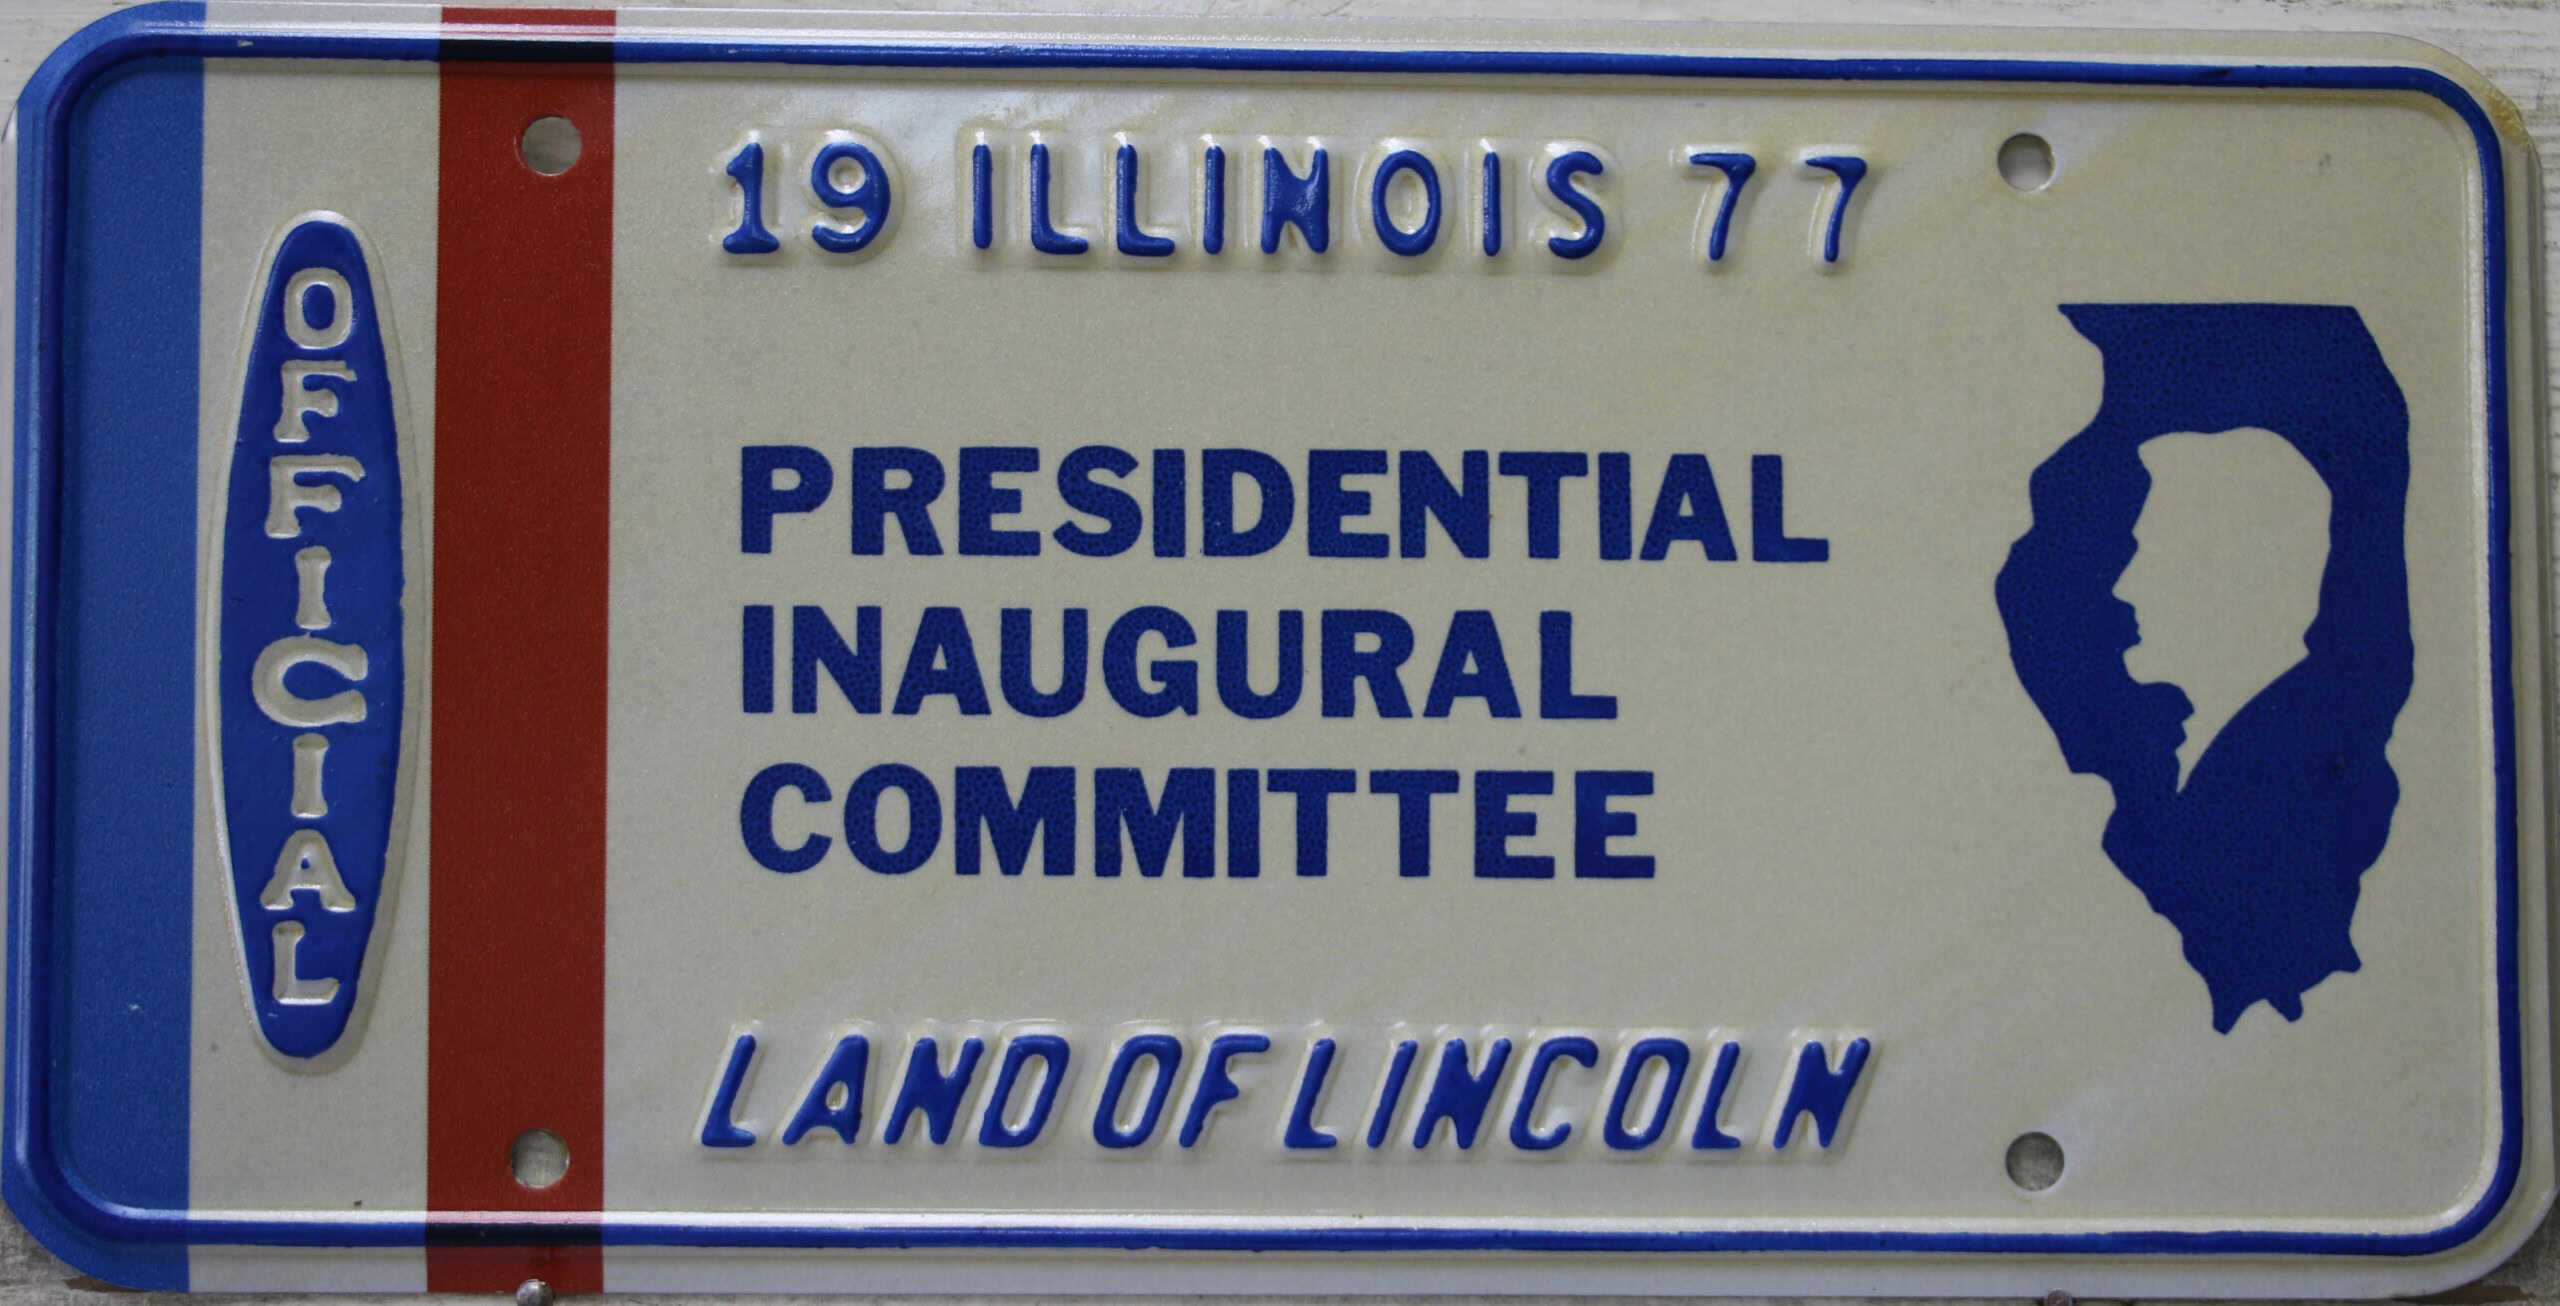 OFFICIAL
19 ILLINOIS 77
PRESIDENTIAL
INAUGURAL
COMMITTEE
LAND OF LINCOLN